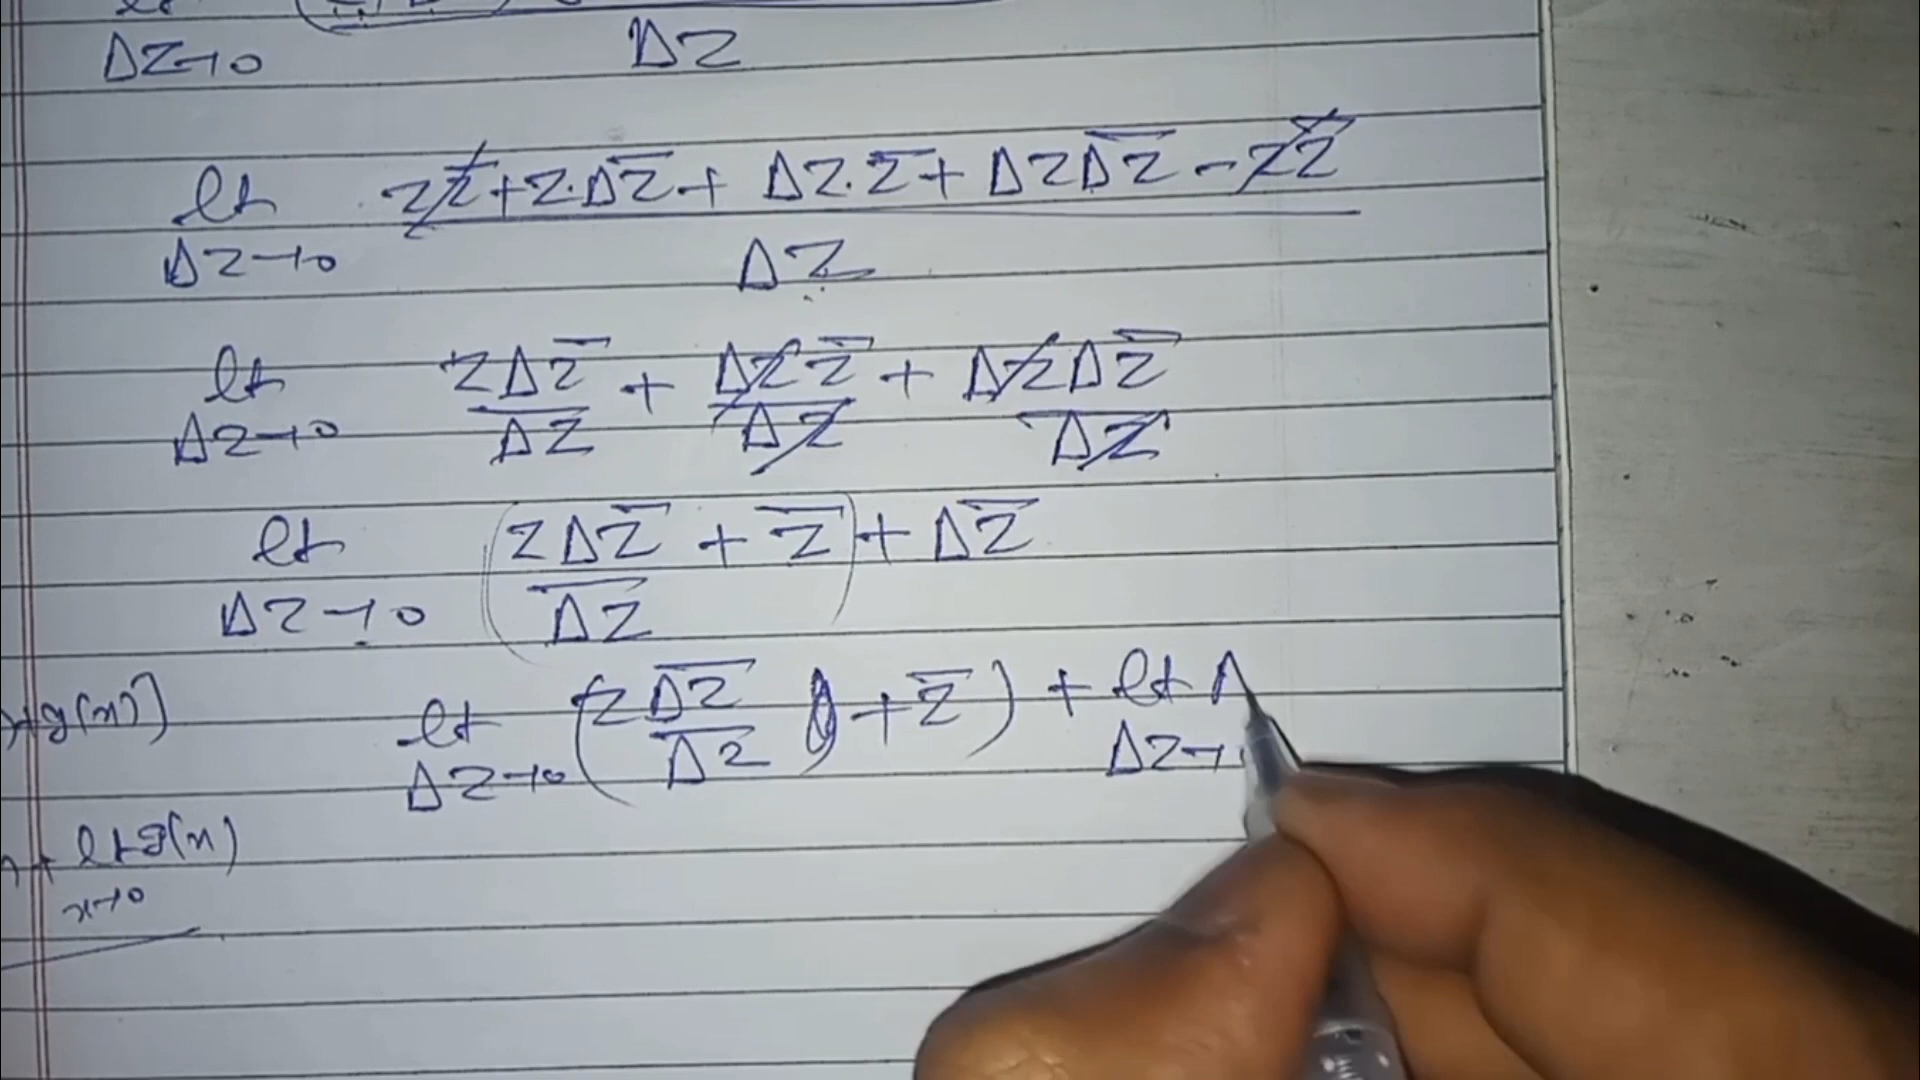 Δz→0 Δz
lt zz̅ + z·Δz̅ + Δz·z̅ + ΔzΔz̅ - zz̅
Δz→0 Δz
lt zΔz̅ + Δzz̅ + ΔzΔz̅
Δz→0 Δz Δz Δz
lt (zΔz̅ + z̅) + Δz̅
Δz→0 Δz
+g(x)] lt (zΔz̅ + z̅) + lt Δ
Δz→0 Δz Δz→
+ lt g(x)
x→0